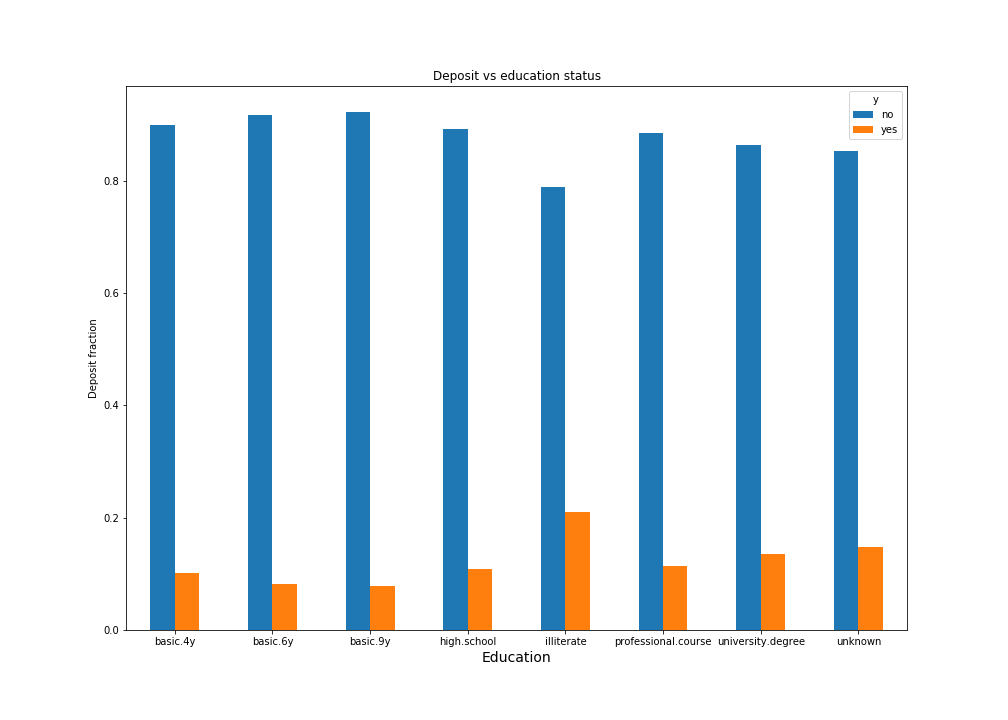 Deposit vs education status
y
no
yes
Deposit fraction
0.8
0.6
0.4
0.2
0.0
basic.4y basic.6y basic.9y high.school illiterate professional.course university.degree unknown
Education